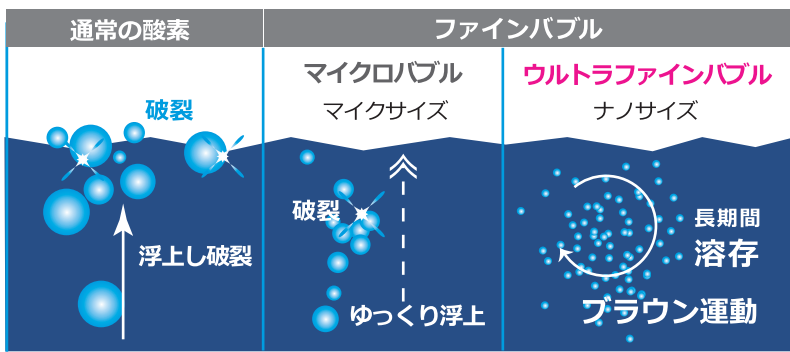 通常の酸素
ファインバブル
破裂
浮上し破裂
マイクロバブル
マイクサイズ
破裂
ゆっくり浮上
ウルトラファインバブル
ナノサイズ
長期間
溶存
ブラウン運動